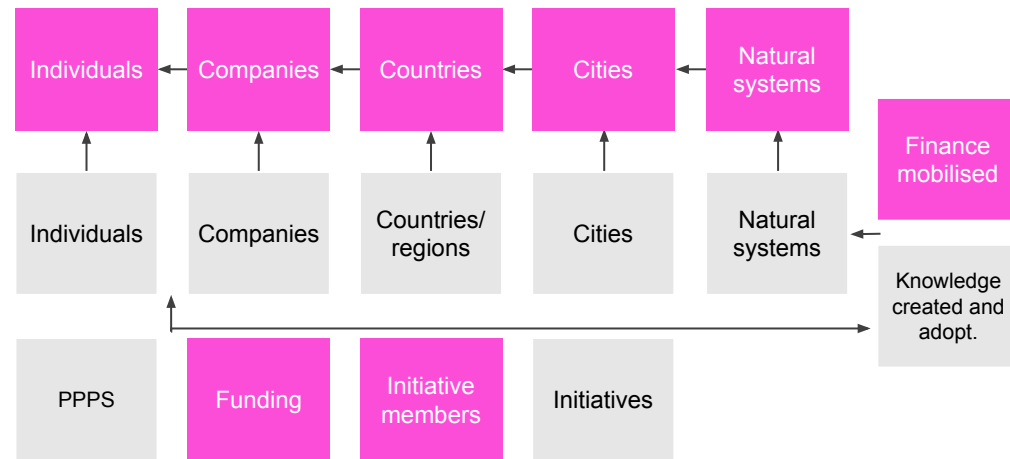 Individuals
Companies
Countries
Cities
Natural
systems
Finance
mobilised
Individuals
Companies
Countries/
regions
Cities
Natural
systems
Knowledge
created and
adopt.
PPPS
Funding
Initiative
members
Initiatives